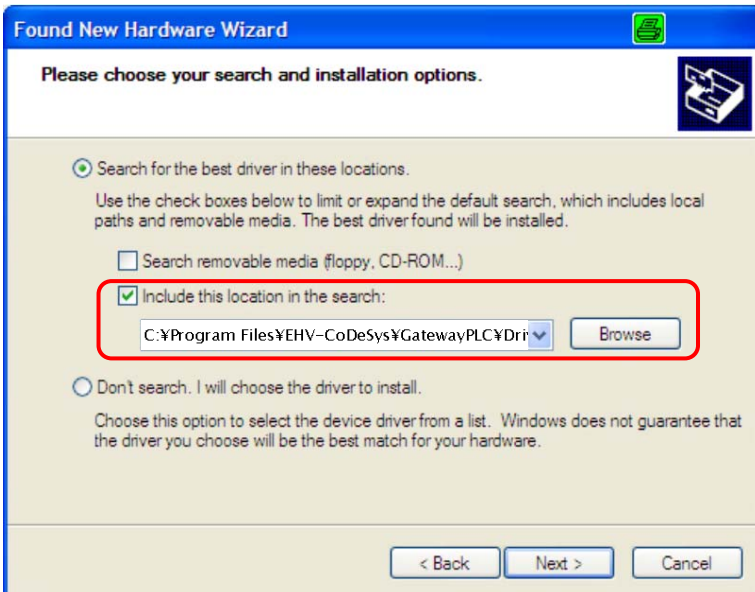 Found New Hardware Wizard
Please choose your search and installation options.
Search for the best driver in these locations.
Use the check boxes below to limit or expand the default search, which includes local
paths and removable media. The best driver found will be installed.
Search removable media (floppy, CD-ROM...)
Include this location in the search:
C:¥Program Files¥EHV-CoDeSys¥GatewayPLC¥Dri
Browse
Don't search. I will choose the driver to install.
Choose this option to select the device driver from a list. Windows does not guarantee that
the driver you choose will be the best match for your hardware.
< Back Next > Cancel